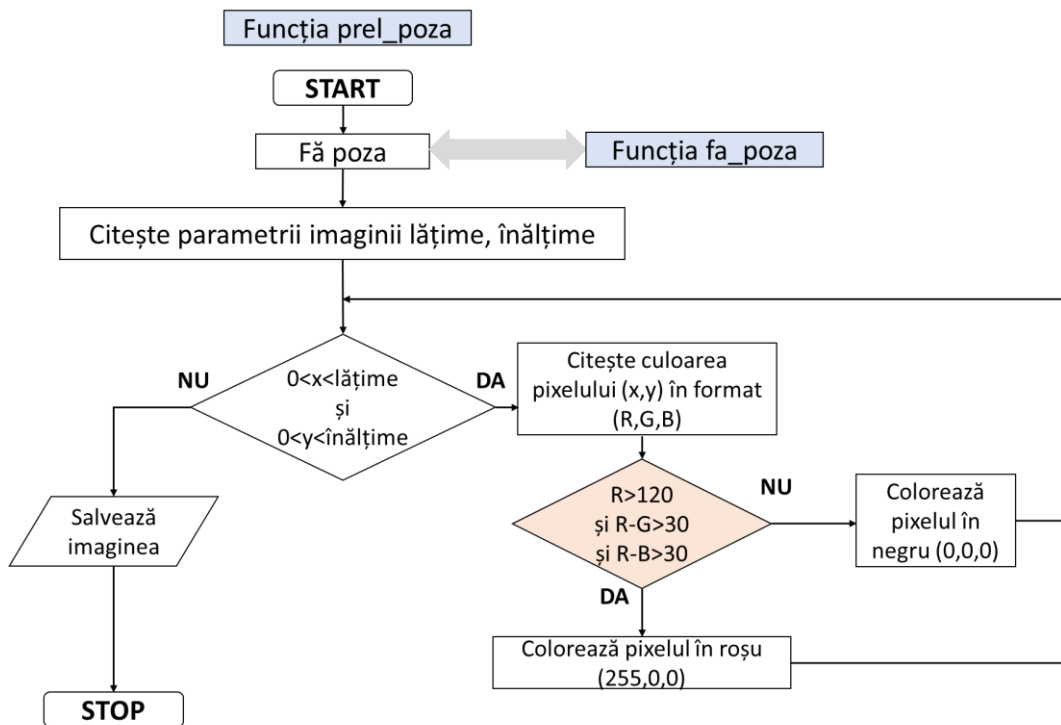 Funcția prel_poza
START
Fă poza
Funcția fa_poza
Citește parametrii imaginii lățime, înălțime
NU
0<x<lățime
și
0<y<înălțime
DA
Citește culoarea
pixelului (x,y) în format
(R,G,B)
R>120
și R-G>30
și R-B>30
NU
Colorează
pixelul în
negru (0,0,0)
DA
Colorează pixelul în roșu
(255,0,0)
Salvează
imaginea
STOP